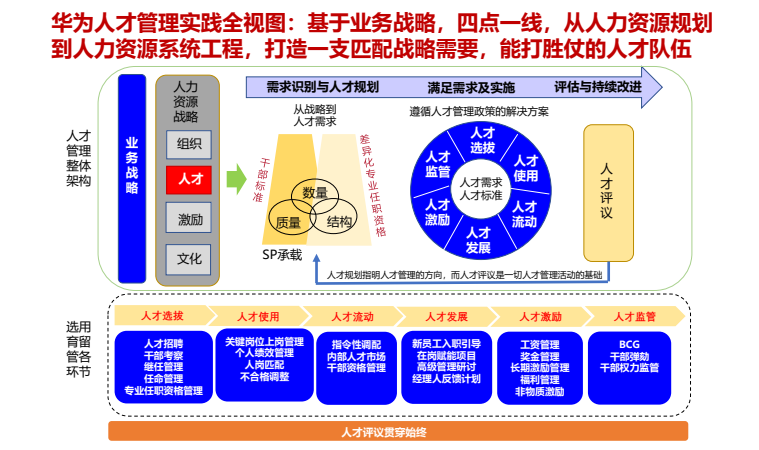 华为人才管理实践全视图：基于业务战略，四点一线，从人力资源规划
到人力资源系统工程，打造一支匹配战略需要，能打胜仗的人才队伍
人才
管理
整体
架构
业务战略
人力
资源
战略
组织
人才
激励
文化
需求识别与人才规划
满足需求及实施
评估与持续改进
从战略到
人才需求
干部标准
差异化专业任职资格
数量
质量
结构
SP承载
遵循人才管理政策的解决方案
人才
选拔
人才
使用
人才
流动
人才
发展
人才
激励
人才
监管
人才需求
人才标准
人才评议
人才规划指明人才管理的方向，而人才评议是一切人才管理活动的基础
选用
育留
管各
环节
人才选拔
人才使用
人才流动
人才发展
人才激励
人才监管
人才招聘
干部考察
继任管理
任命管理
专业任职资格管理
关键岗位上岗管理
个人绩效管理
人岗匹配
不合格调整
指令性调配
内部人才市场
干部资格管理
新员工入职引导
在岗赋能项目
高级管理研讨
经理人反馈计划
工资管理
奖金管理
长期激励管理
福利管理
非物质激励
BCG
干部弹劾
干部权力监管
人才评议贯穿始终